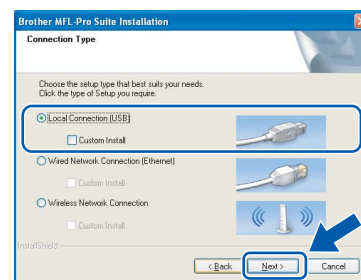 Brother MFL-Pro Suite Installation
Connection Type
Choose the setup type that best suits your needs.
Click the type of Setup you require.
Local Connection (USB)
Custom Install
Wired Network Connection (Ethernet)
Custom Install
Wireless Network Connection
Custom Install
InstallShield
< Back Next > Cancel